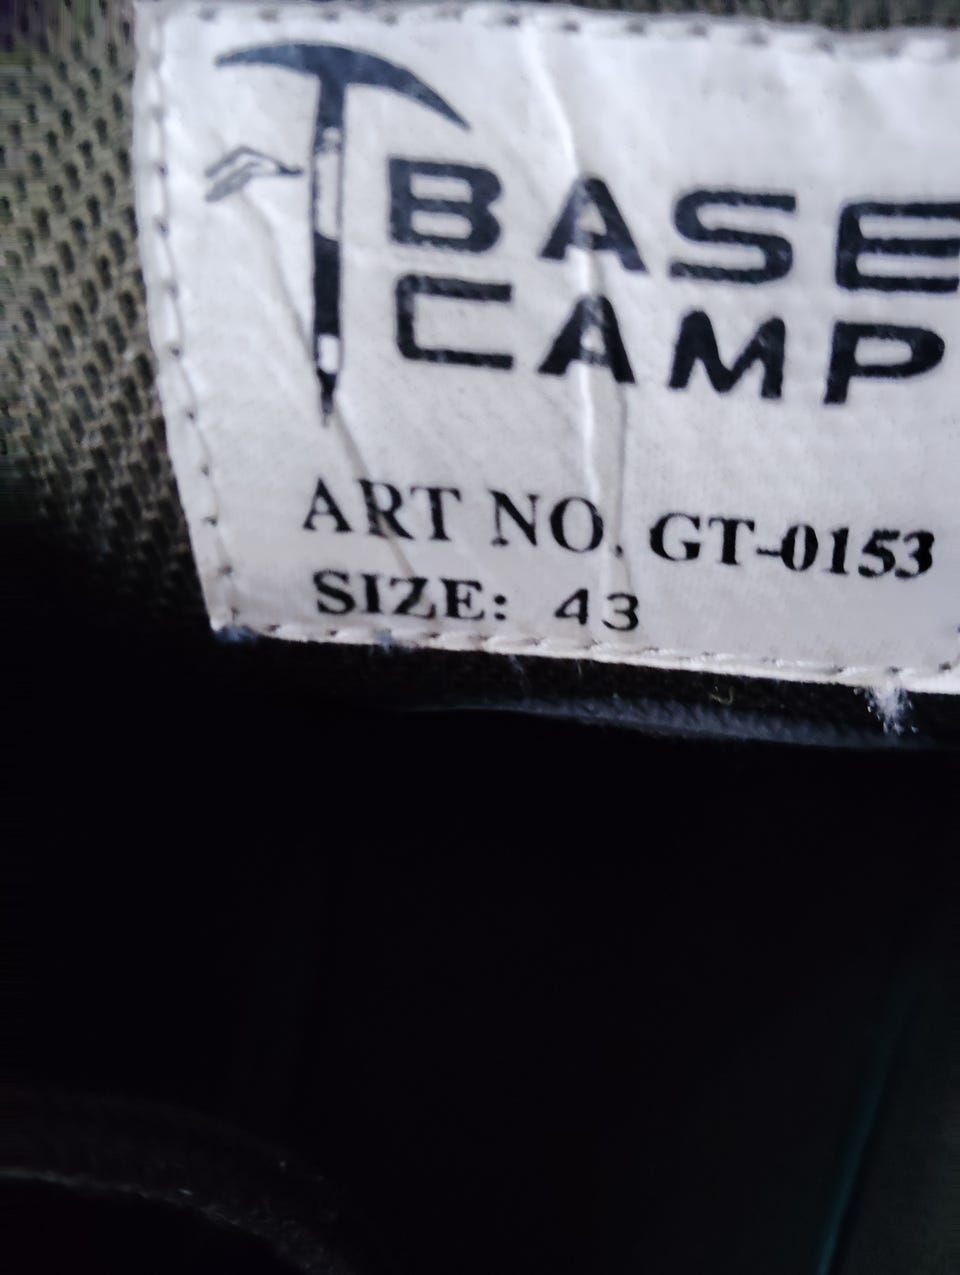 BASE
CAMP
ART NO. GT-0153
SIZE: 43